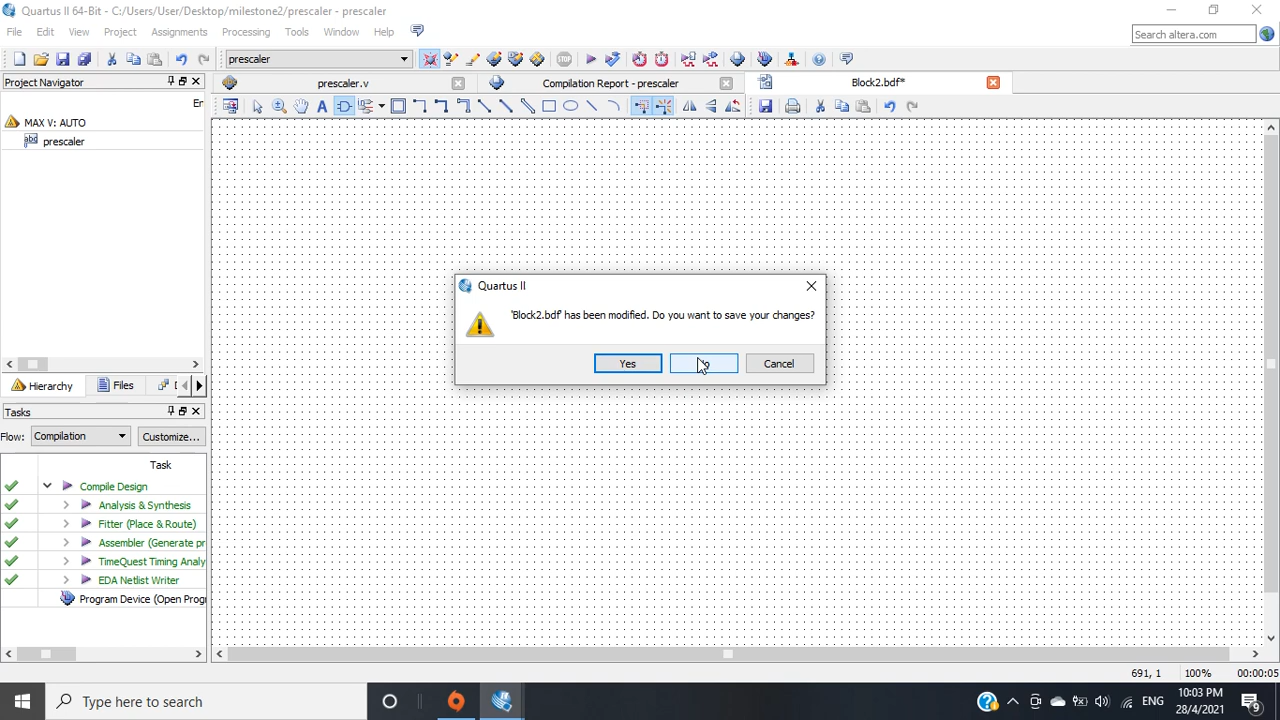 Quartus II 64-Bit - C:/Users/User/Desktop/milestone2/prescaler - prescaler
File Edit View Project Assignments Processing Tools Window Help
Search altera.com
prescaler
Project Navigator
prescaler.v
Compilation Report - prescaler
Block2.bdf*
MAX V: AUTO
prescaler
Quartus II
'Block2.bdf' has been modified. Do you want to save your changes?
Yes
Cancel
Hierarchy
Files
Tasks
Flow: Compilation
Customize...
Task
Compile Design
Analysis & Synthesis
Fitter (Place & Route)
Assembler (Generate pr
TimeQuest Timing Analy
EDA Netlist Writer
Program Device (Open Progr
691, 1
100%
00:00:05
Type here to search
ENG
10:03 PM
28/4/2021
9